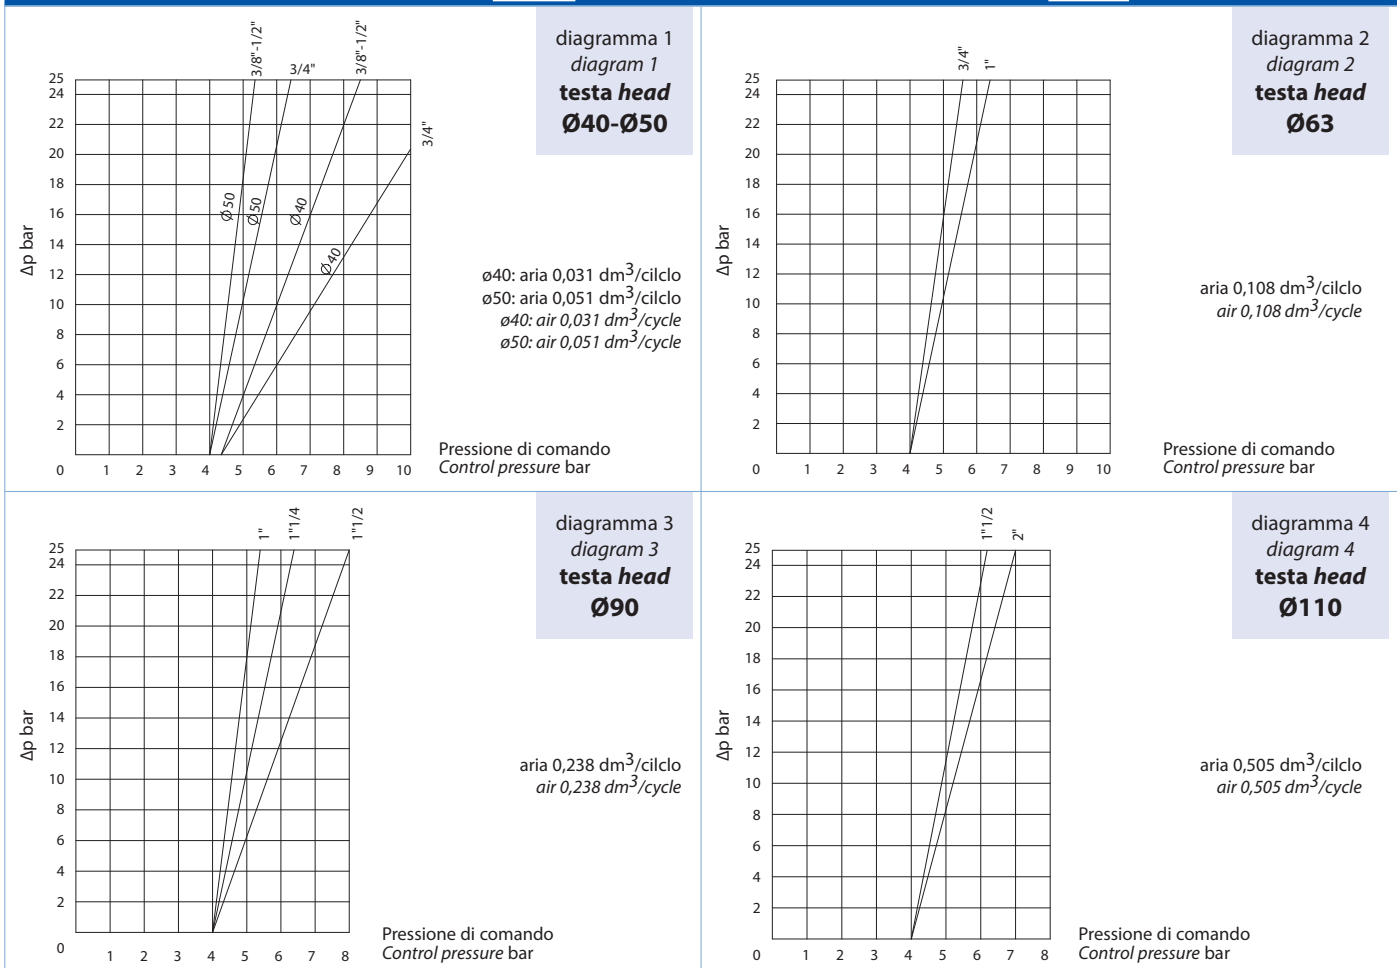 3/8"-1/2"
3/4"
3/8"-1/2"
3/4"
diagramma 1
diagram 1
testa head
Ø40-Ø50
25
24
22
20
18
16
14
12
10
8
6
4
2
0
Δp bar
Ø 50
Ø 50
Ø 40
Ø 40
ø40: aria 0,031 dm³/cilclo
ø50: aria 0,051 dm³/cilclo
ø40: air 0,031 dm³/cycle
ø50: air 0,051 dm³/cycle
1 2 3 4 5 6 7 8 9 10
Pressione di comando
Control pressure bar
3/4"
1"
diagramma 2
diagram 2
testa head
Ø63
25
24
22
20
18
16
14
12
10
8
6
4
2
0
Δp bar
aria 0,108 dm³/cilclo
air 0,108 dm³/cycle
1 2 3 4 5 6 7 8 9 10
Pressione di comando
Control pressure bar
1"
1"1/4
1"1/2
diagramma 3
diagram 3
testa head
Ø90
25
24
22
20
18
16
14
12
10
8
6
4
2
0
Δp bar
aria 0,238 dm³/cilclo
air 0,238 dm³/cycle
1 2 3 4 5 6 7 8
Pressione di comando
Control pressure bar
1"1/2
2"
diagramma 4
diagram 4
testa head
Ø110
25
24
22
20
18
16
14
12
10
8
6
4
2
0
Δp bar
aria 0,505 dm³/cilclo
air 0,505 dm³/cycle
1 2 3 4 5 6 7 8
Pressione di comando
Control pressure bar